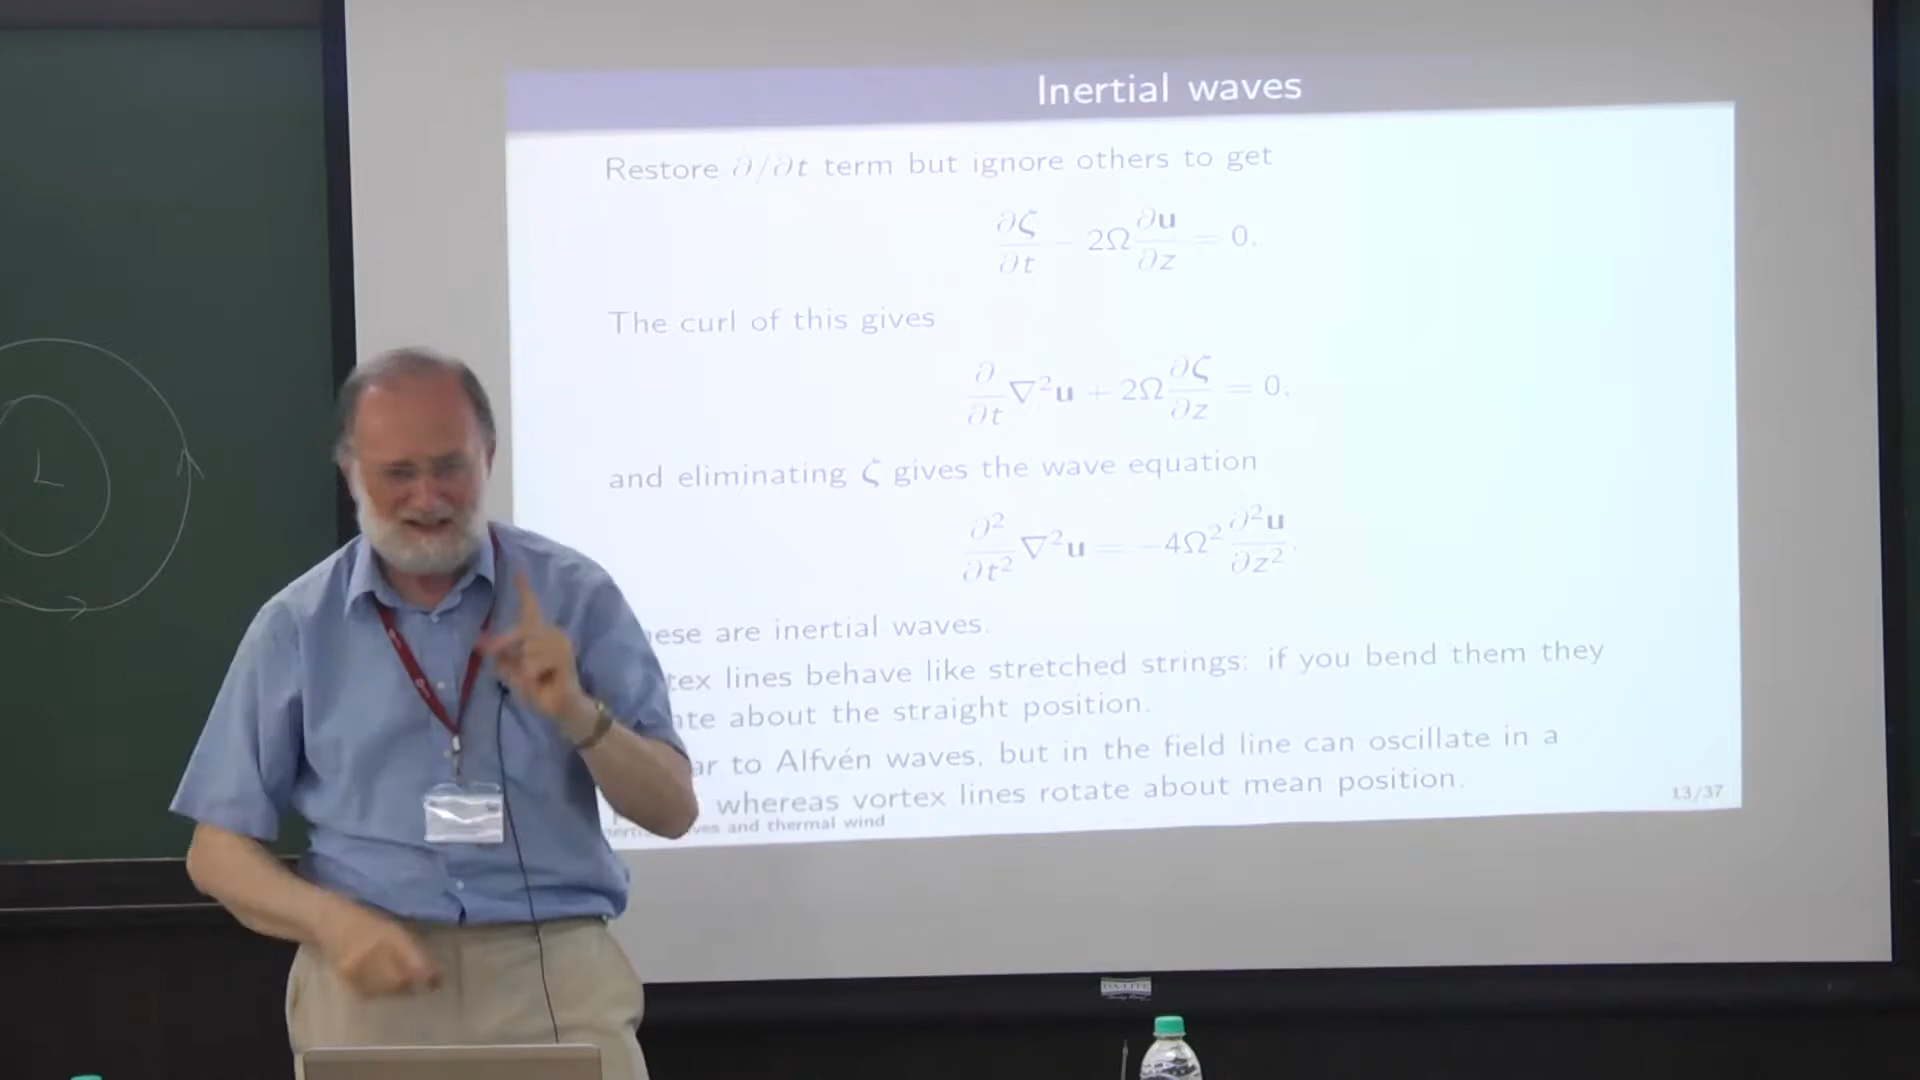 Inertial waves
Restore ∂/∂t term but ignore others to get
∂ζ/∂t − 2Ω ∂u/∂z = 0.
The curl of this gives
∂/∂t ∇²u + 2Ω ∂ζ/∂z = 0.
and eliminating ζ gives the wave equation
∂²/∂t² ∇²u = −4Ω² ∂²u/∂z².
ese are inertial waves.
tex lines behave like stretched strings: if you bend them they
te about the straight position.
ar to Alfvén waves, but in the field line can oscillate in a
whereas vortex lines rotate about mean position.
13/37
ves and thermal wind
L